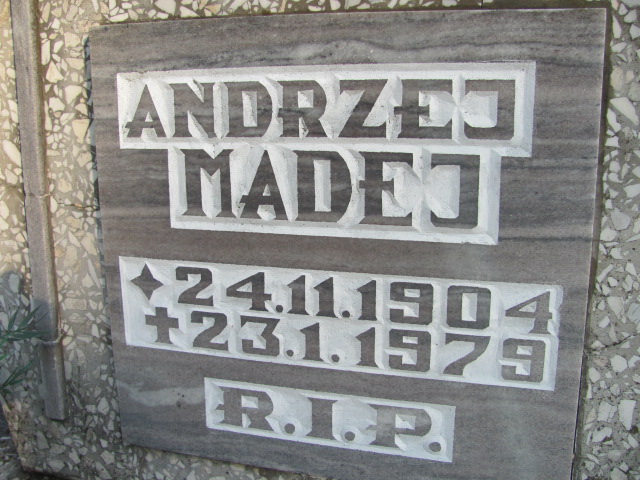 ANDRZEJ
MADEJ
✦24.11.1904
✝23.1.1979
R.I.P.